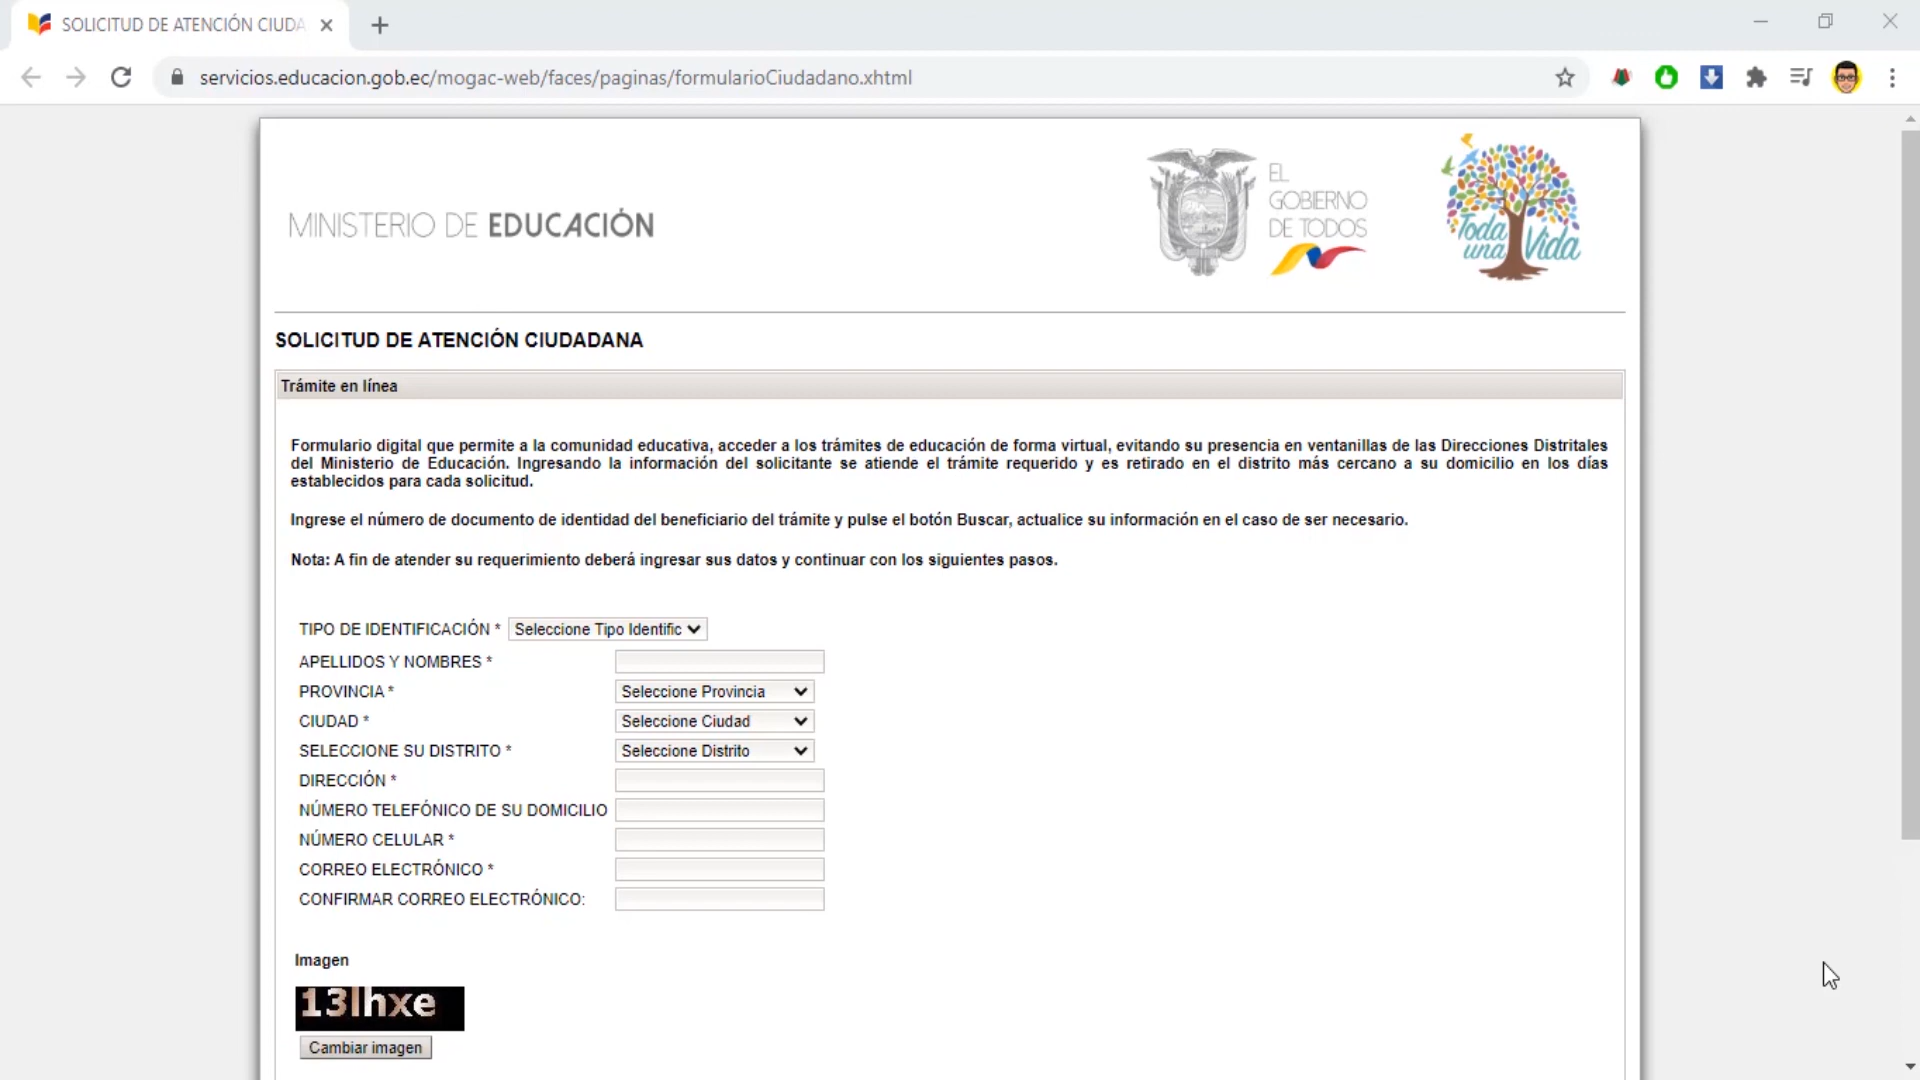 SOLICITUD DE ATENCIÓN CIUDA
servicios.educacion.gob.ec/mogac-web/faces/paginas/formularioCiudadano.xhtml
MINISTERIO DE EDUCACIÓN
EL
GOBIERNO
DE TODOS
Toda
una Vida
SOLICITUD DE ATENCIÓN CIUDADANA
Trámite en línea
Formulario digital que permite a la comunidad educativa, acceder a los trámites de educación de forma virtual, evitando su presencia en ventanillas de las Direcciones Distritales
del Ministerio de Educación. Ingresando la información del solicitante se atiende el trámite requerido y es retirado en el distrito más cercano a su domicilio en los días
establecidos para cada solicitud.
Ingrese el número de documento de identidad del beneficiario del trámite y pulse el botón Buscar, actualice su información en el caso de ser necesario.
Nota: A fin de atender su requerimiento deberá ingresar sus datos y continuar con los siguientes pasos.
TIPO DE IDENTIFICACIÓN * Seleccione Tipo Identific
APELLIDOS Y NOMBRES *
PROVINCIA * Seleccione Provincia
CIUDAD * Seleccione Ciudad
SELECCIONE SU DISTRITO * Seleccione Distrito
DIRECCIÓN *
NÚMERO TELEFÓNICO DE SU DOMICILIO
NÚMERO CELULAR *
CORREO ELECTRÓNICO *
CONFIRMAR CORREO ELECTRÓNICO:
Imagen
13lhxe
Cambiar imagen